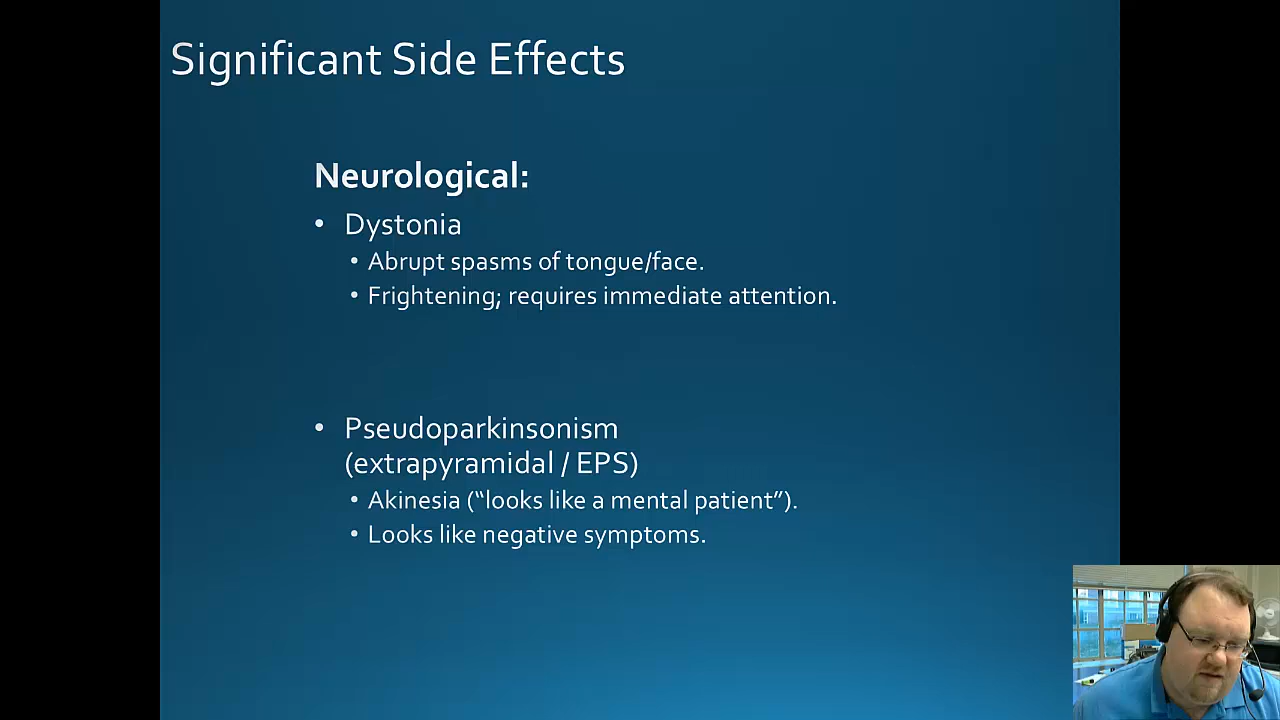 Significant Side Effects
Neurological:
• Dystonia
• Abrupt spasms of tongue/face.
• Frightening; requires immediate attention.
• Pseudoparkinsonism
(extrapyramidal / EPS)
• Akinesia (“looks like a mental patient”).
• Looks like negative symptoms.